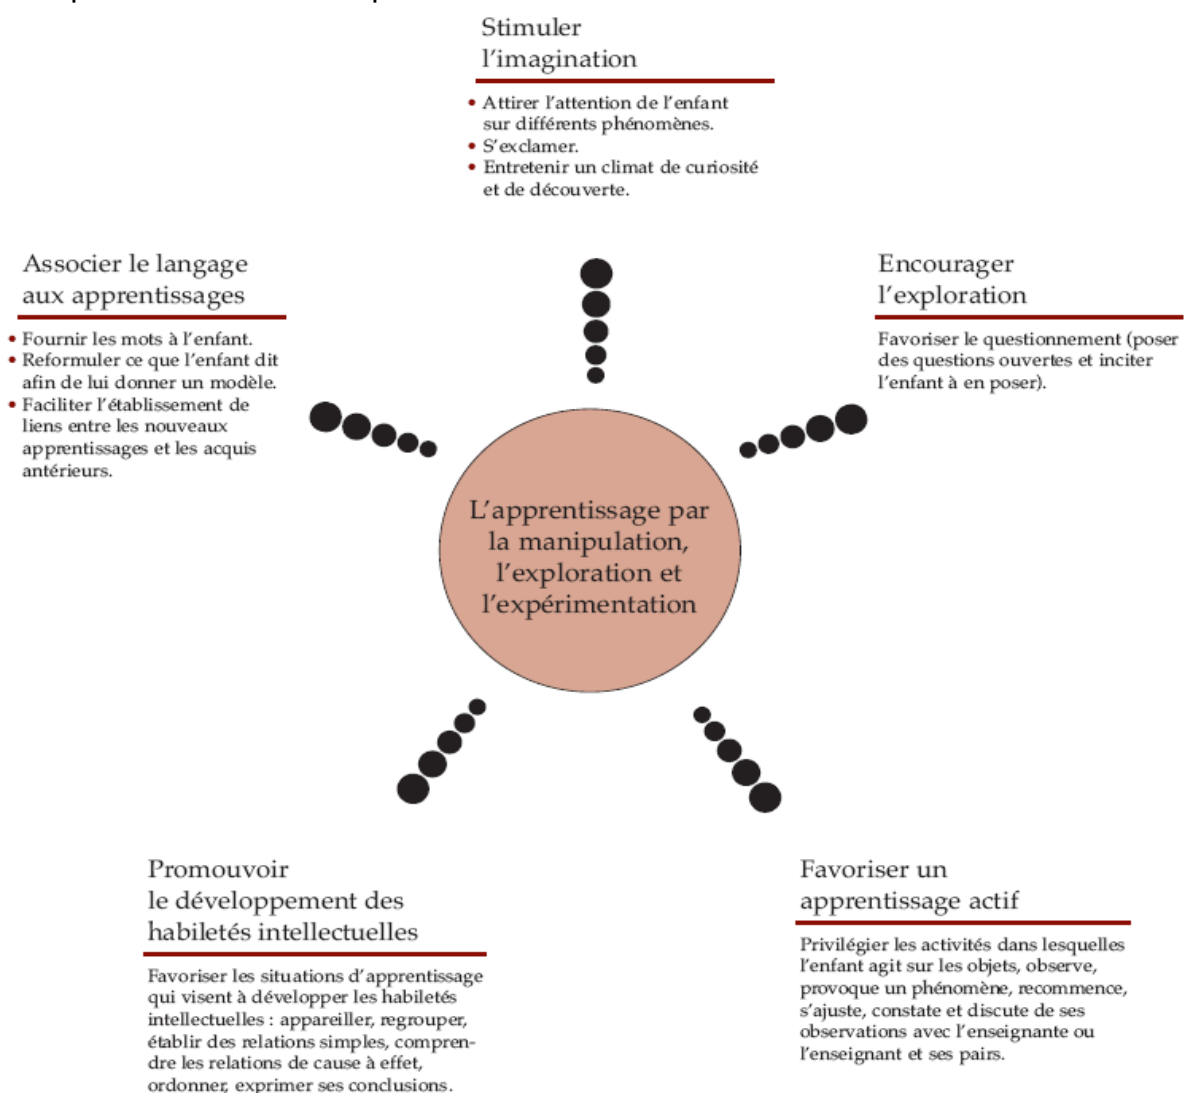 Stimuler
l'imagination
• Attirer l'attention de l'enfant
sur différents phénomènes.
• S'exclamer.
• Entretenir un climat de curiosité
et de découverte.
Associer le langage
aux apprentissages
• Fournir les mots à l'enfant.
• Reformuler ce que l'enfant dit
afin de lui donner un modèle.
• Faciliter l'établissement de
liens entre les nouveaux
apprentissages et les acquis
antérieurs.
Encourager
l'exploration
Favoriser le questionnement (poser
des questions ouvertes et inciter
l'enfant à en poser).
L'apprentissage par
la manipulation,
l'exploration et
l'expérimentation
Promouvoir
le développement des
habiletés intellectuelles
Favoriser les situations d'apprentissage
qui visent à développer les habiletés
intellectuelles : appareiller, regrouper,
établir des relations simples, compren-
dre les relations de cause à effet,
ordonner, exprimer ses conclusions.
Favoriser un
apprentissage actif
Privilégier les activités dans lesquelles
l'enfant agit sur les objets, observe,
provoque un phénomène, recommence,
s'ajuste, constate et discute de ses
observations avec l'enseignante ou
l'enseignant et ses pairs.